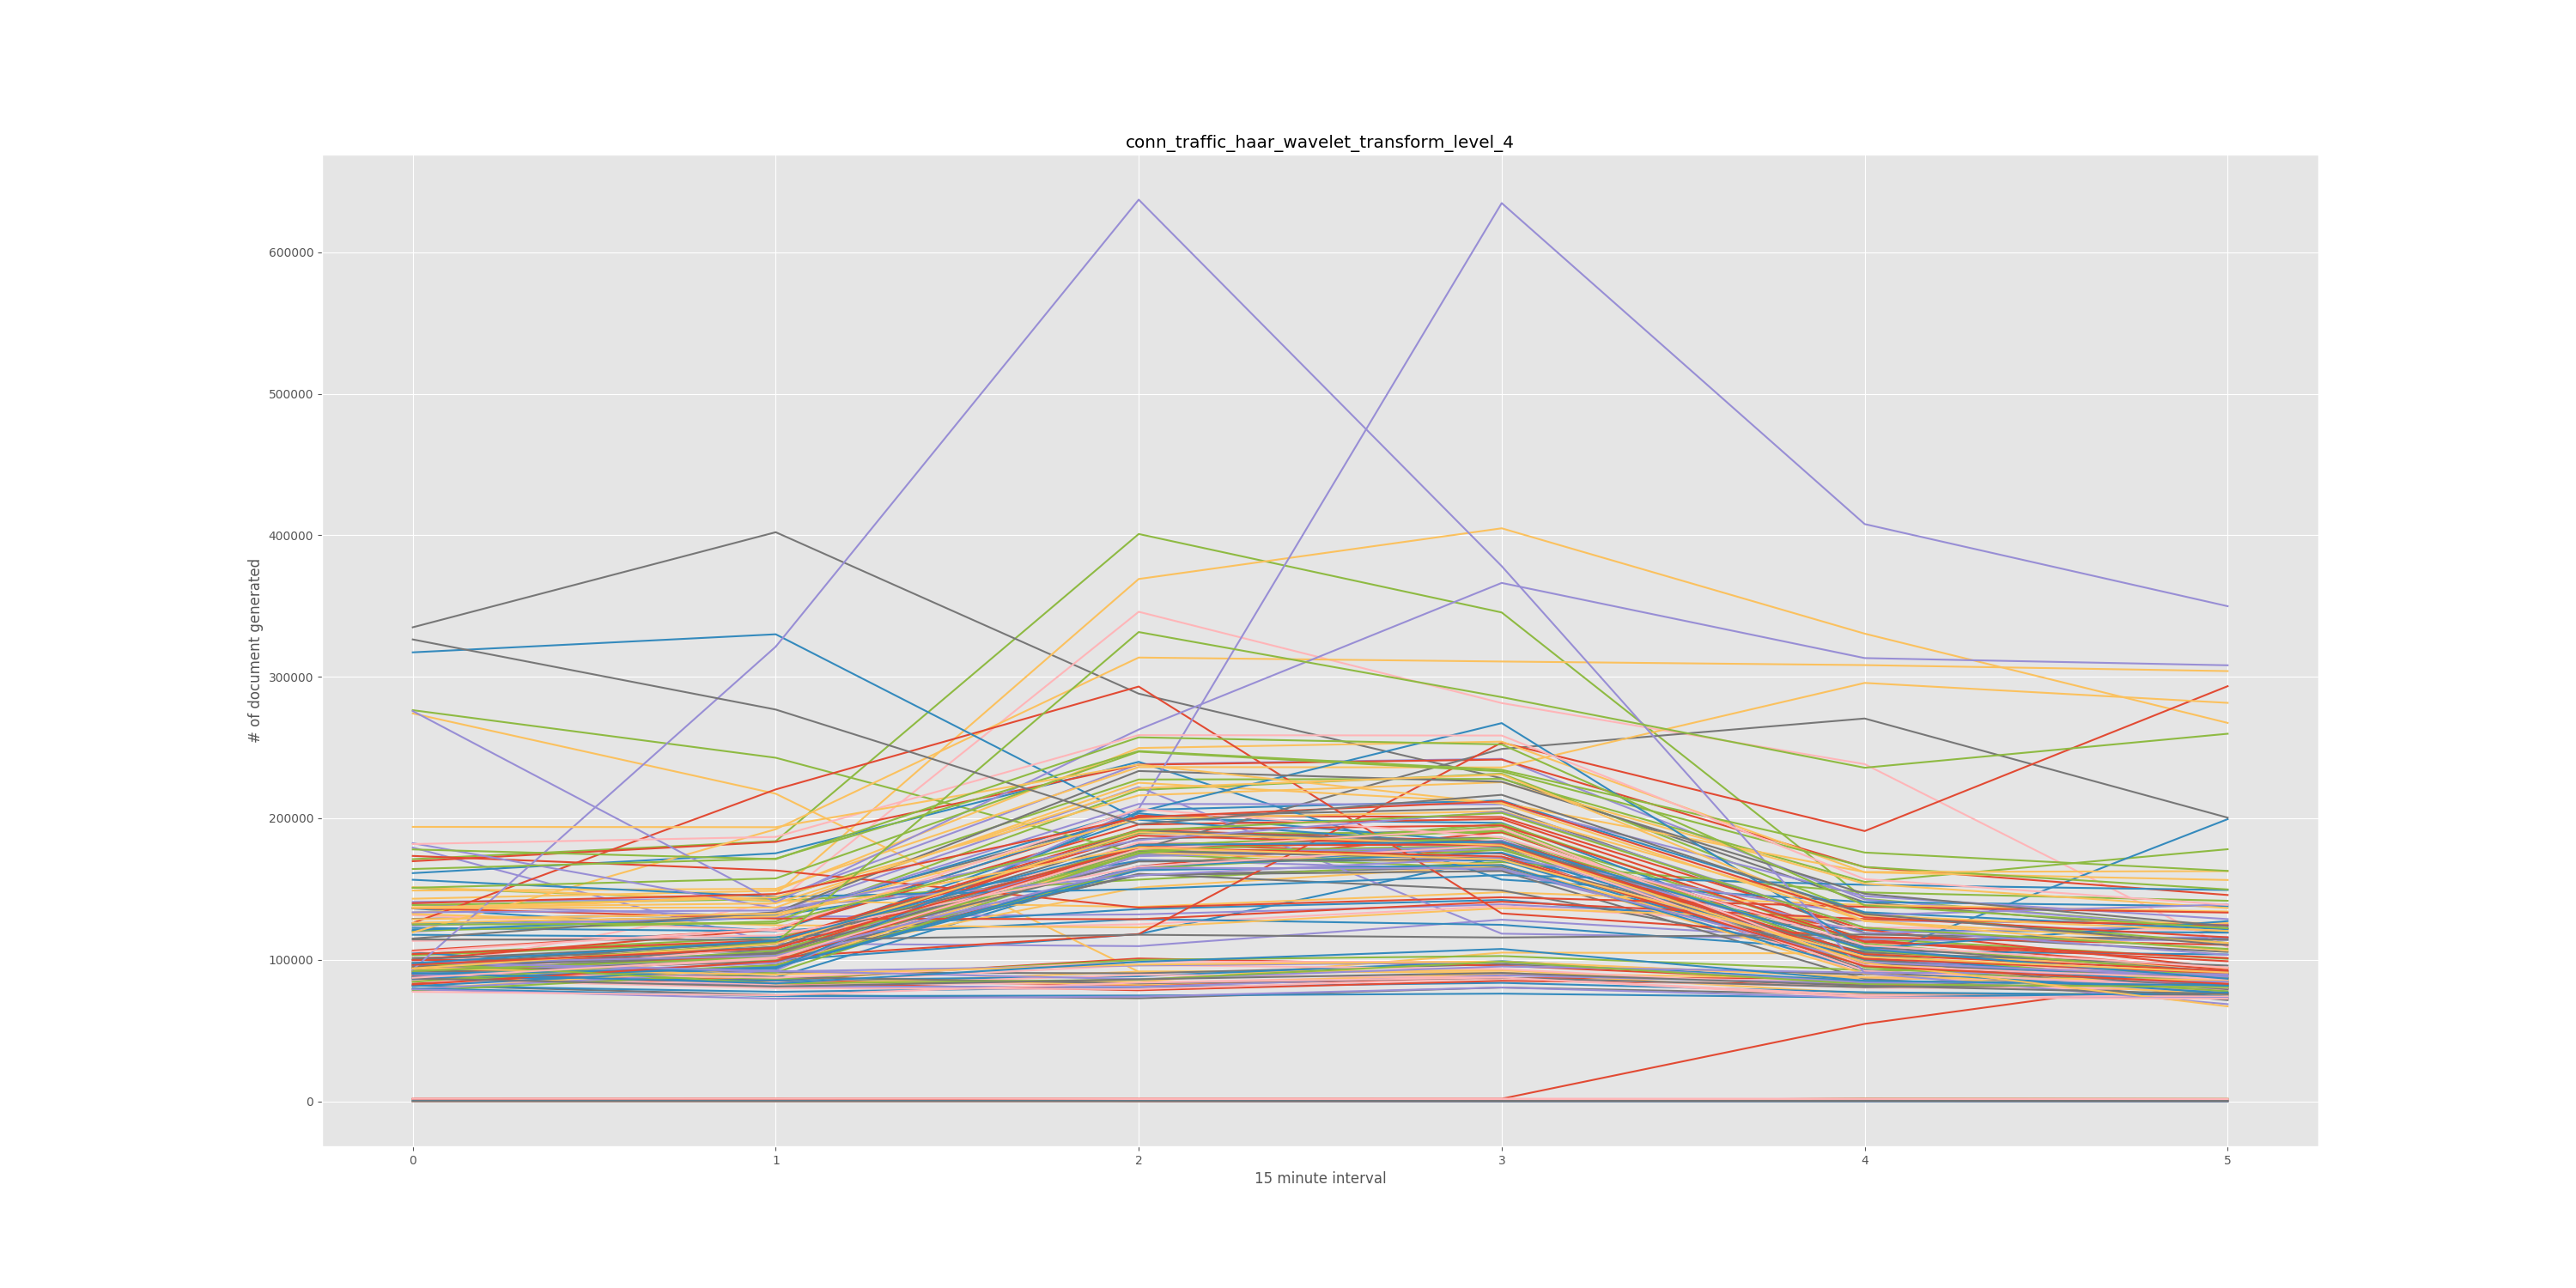 conn_traffic_haar_wavelet_transform_level_4
# of document generated
600000
500000
400000
300000
200000
100000
0
0 1 2 3 4 5
15 minute interval